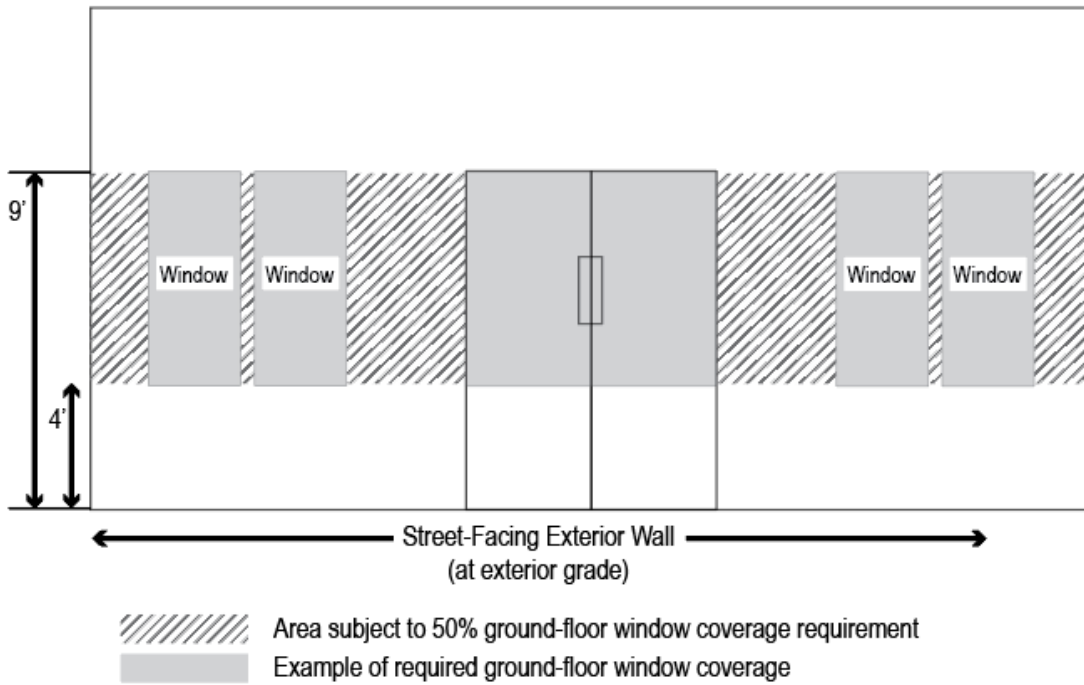 9’
Window
Window
Window
Window
4’
Street-Facing Exterior Wall
(at exterior grade)
Area subject to 50% ground-floor window coverage requirement
Example of required ground-floor window coverage